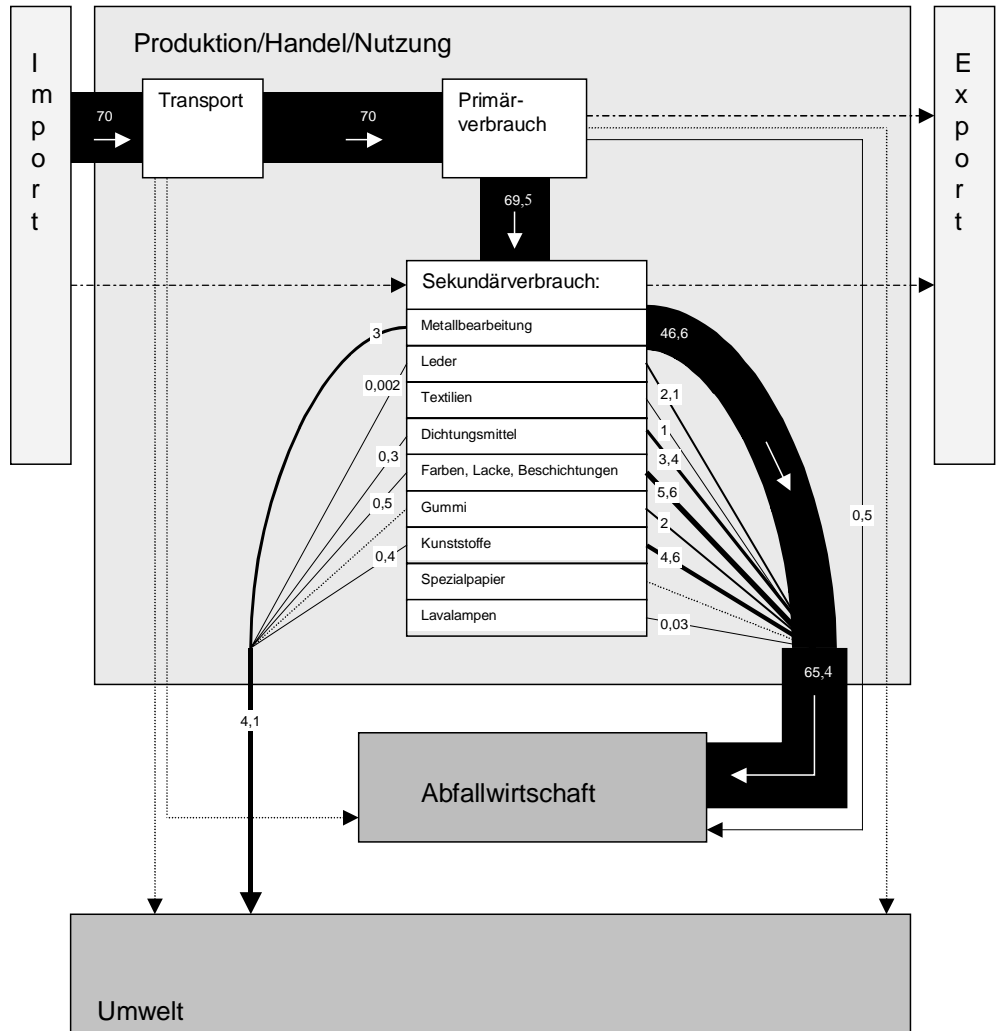 Import
Produktion/Handel/Nutzung
Export
Transport
Primär-
verbrauch
70
70
69,5
Sekundärverbrauch:
Metallbearbeitung
Leder
Textilien
Dichtungsmittel
Farben, Lacke, Beschichtungen
Gummi
Kunststoffe
Spezialpapier
Lavalampen
3
0,002
0,3
0,5
0,4
46,6
2,1
1
3,4
5,6
2
4,6
0,03
0,5
65,4
4,1
Abfallwirtschaft
Umwelt